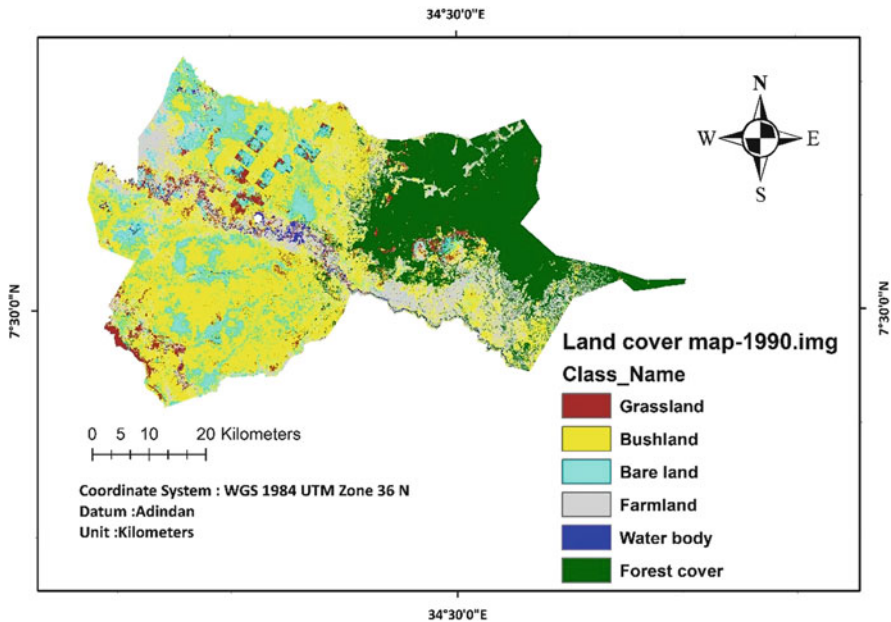 34°30'0"E
N
W E
S
7°30'0"N
7°30'0"N
Land cover map-1990.img
Class_Name
Grassland
Bushland
Bare land
Farmland
Water body
Forest cover
0 5 10 20 Kilometers
Coordinate System : WGS 1984 UTM Zone 36 N
Datum :Adindan
Unit :Kilometers
34°30'0"E